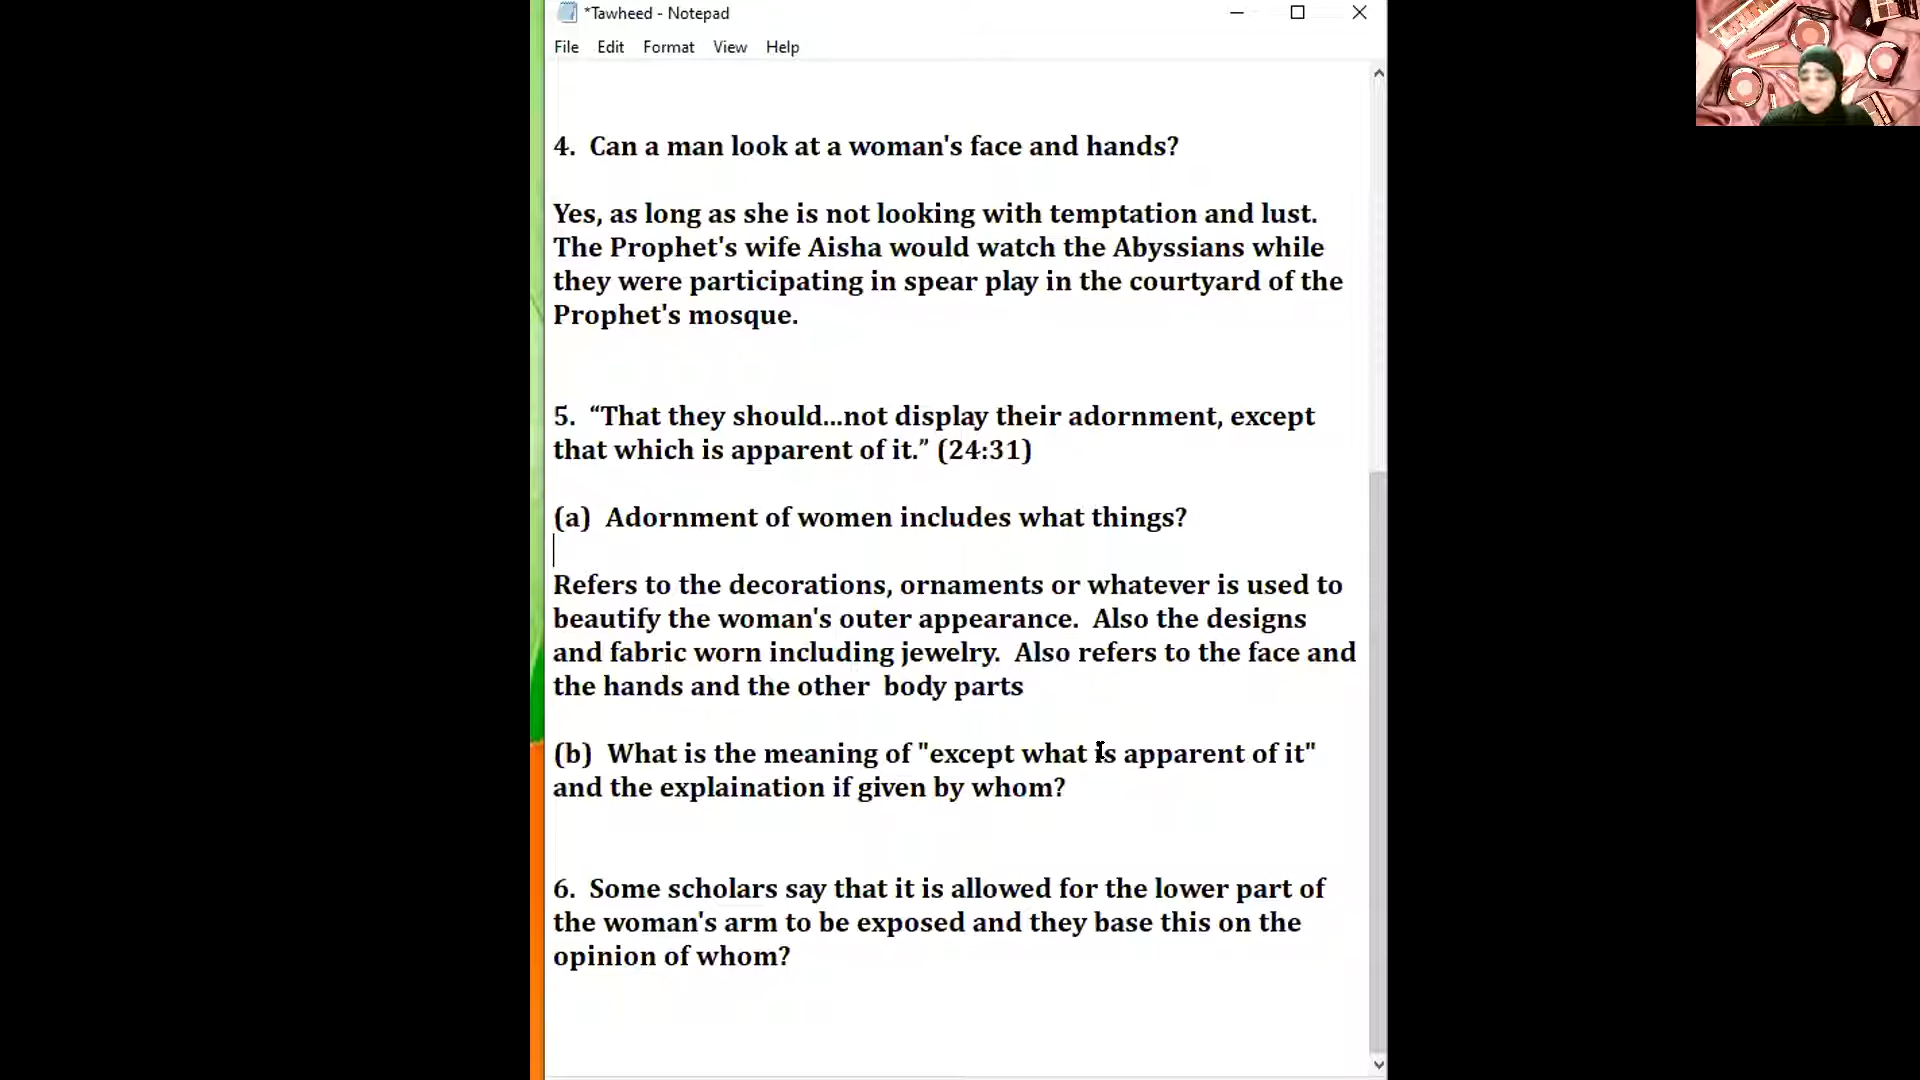 *Tawheed - Notepad
File Edit Format View Help
4. Can a man look at a woman's face and hands?
Yes, as long as she is not looking with temptation and lust.
The Prophet's wife Aisha would watch the Abyssians while
they were participating in spear play in the courtyard of the
Prophet's mosque.
5. “That they should...not display their adornment, except
that which is apparent of it.” (24:31)
(a) Adornment of women includes what things?
Refers to the decorations, ornaments or whatever is used to
beautify the woman's outer appearance. Also the designs
and fabric worn including jewelry. Also refers to the face and
the hands and the other body parts
(b) What is the meaning of "except what is apparent of it"
and the explaination if given by whom?
6. Some scholars say that it is allowed for the lower part of
the woman's arm to be exposed and they base this on the
opinion of whom?